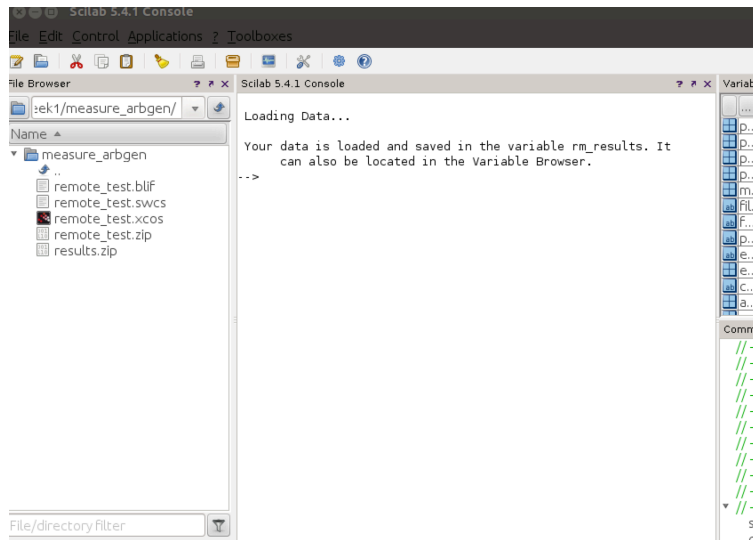 Scilab 5.4.1 Console
File Edit Control Applications ? Toolboxes
File Browser
Scilab 5.4.1 Console
Variab
:ek1/measure_arbgen/
Name
measure_arbgen
..
remote_test.blif
remote_test.swcs
remote_test.xcos
remote_test.zip
results.zip
File/directory filter
Loading Data...
Your data is loaded and saved in the variable rm_results. It
can also be located in the Variable Browser.
-->
...
p...
p...
p...
p...
m...
fil...
f...
p...
e...
e...
c...
a...
Comm
// -
// -
// -
// -
// -
// -
// -
// -
// -
// -
// -
s